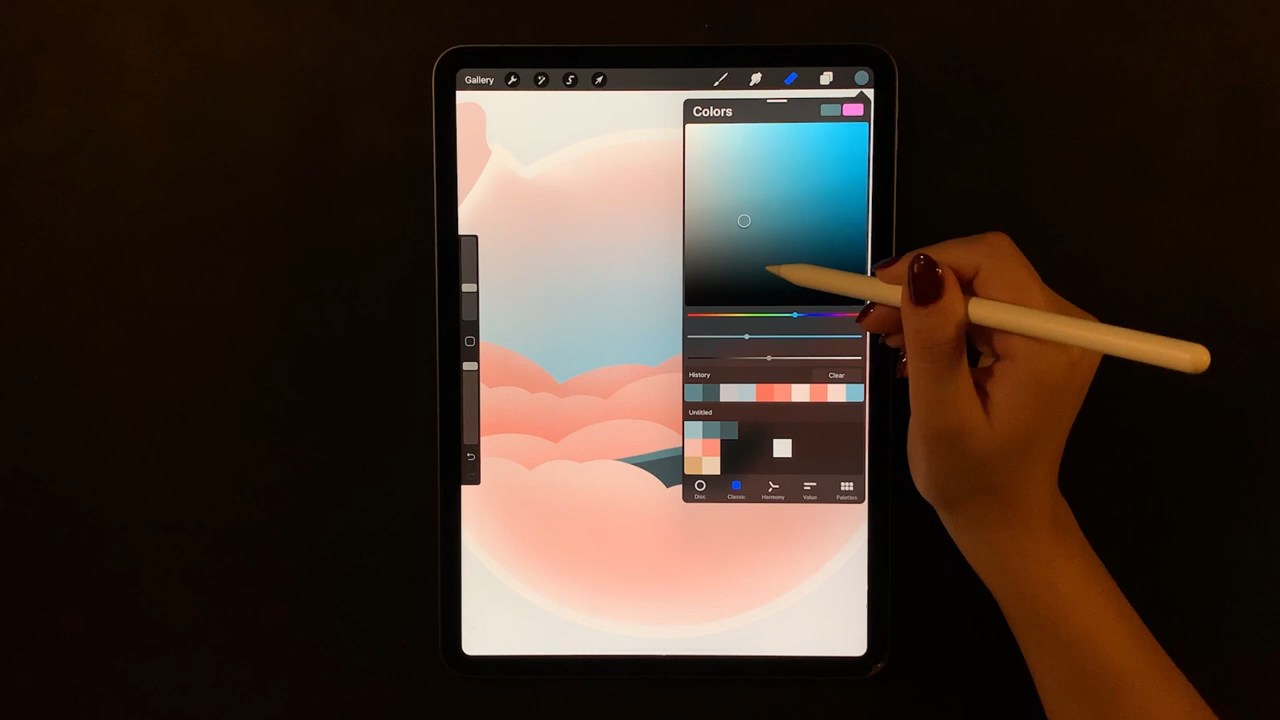 Gallery
Colors
History
Clear
Untitled
Disc
Classic
Harmony
Value
Palettes